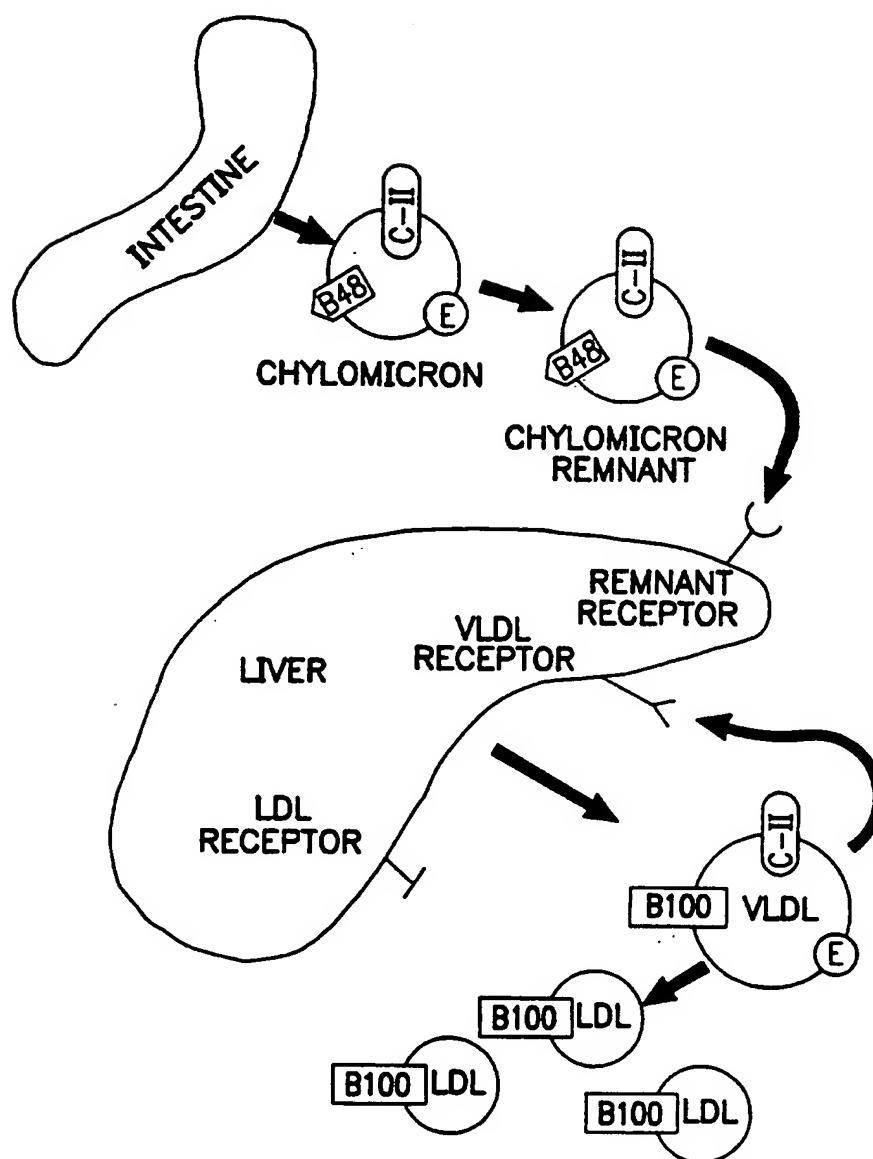 INTESTINE
C-II
B48
E
CHYLOMICRON
C-II
B48
E
CHYLOMICRON
REMNANT
REMNANT
RECEPTOR
VLDL
RECEPTOR
LIVER
LDL
RECEPTOR
C-II
B100
VLDL
E
B100
LDL
B100
LDL
B100
LDL